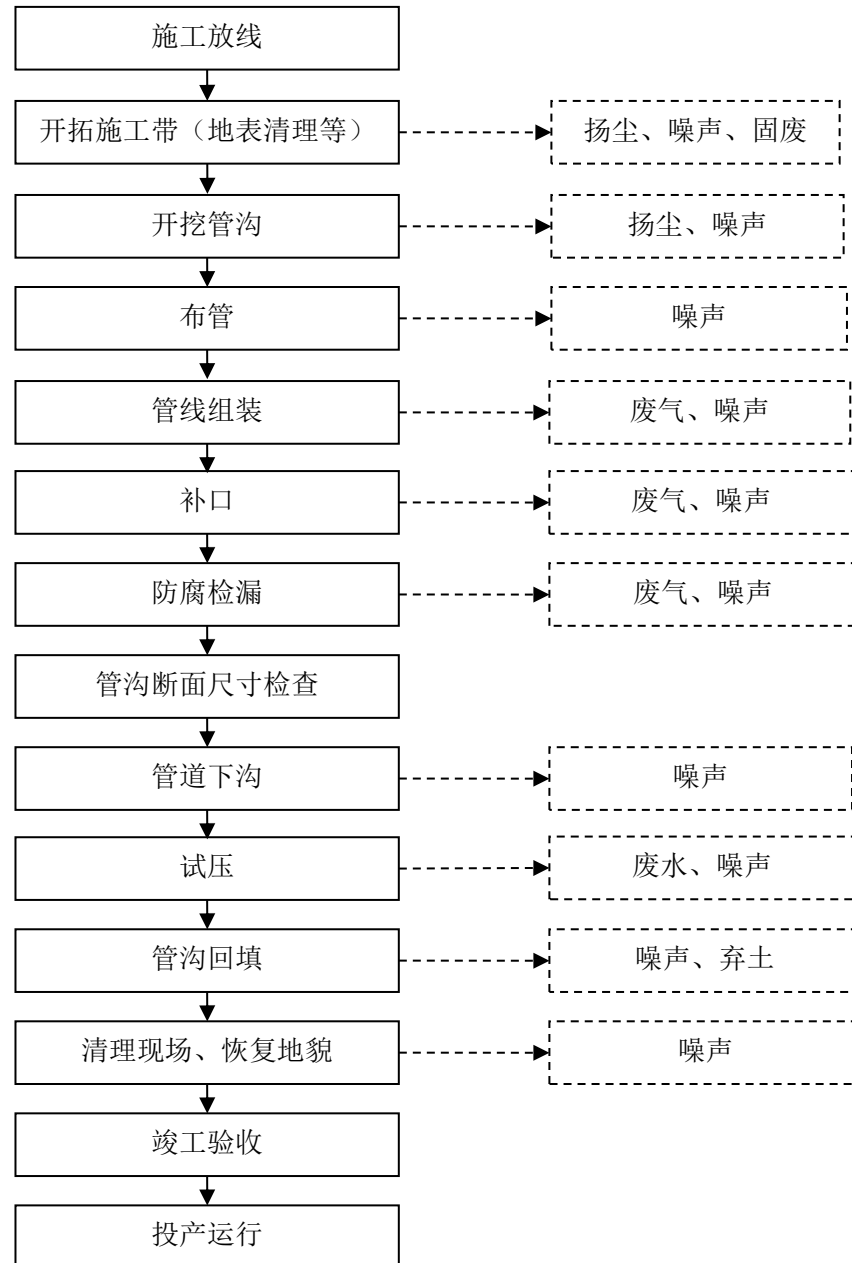 施工放线
开拓施工带（地表清理等）
扬尘、噪声、固废
开挖管沟
扬尘、噪声
布管
噪声
管线组装
废气、噪声
补口
废气、噪声
防腐检漏
废气、噪声
管沟断面尺寸检查
管道下沟
噪声
试压
废水、噪声
管沟回填
噪声、弃土
清理现场、恢复地貌
噪声
竣工验收
投产运行